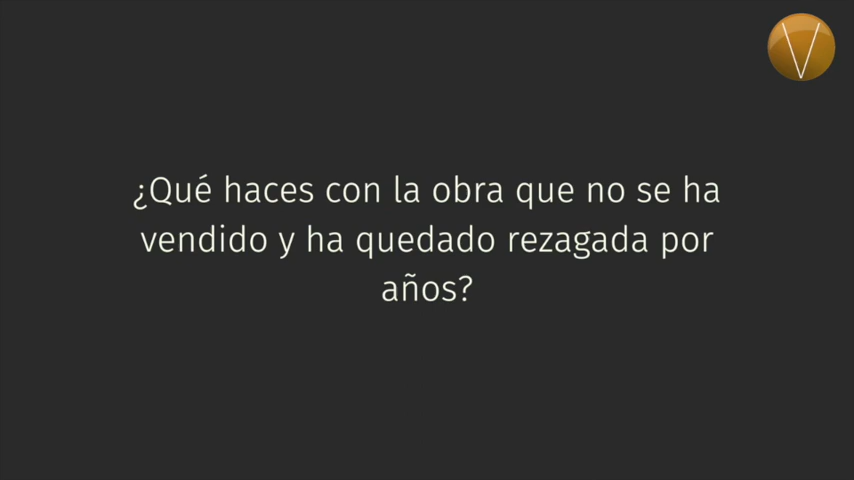 ¿Qué haces con la obra que no se ha
vendido y ha quedado rezagada por
años?